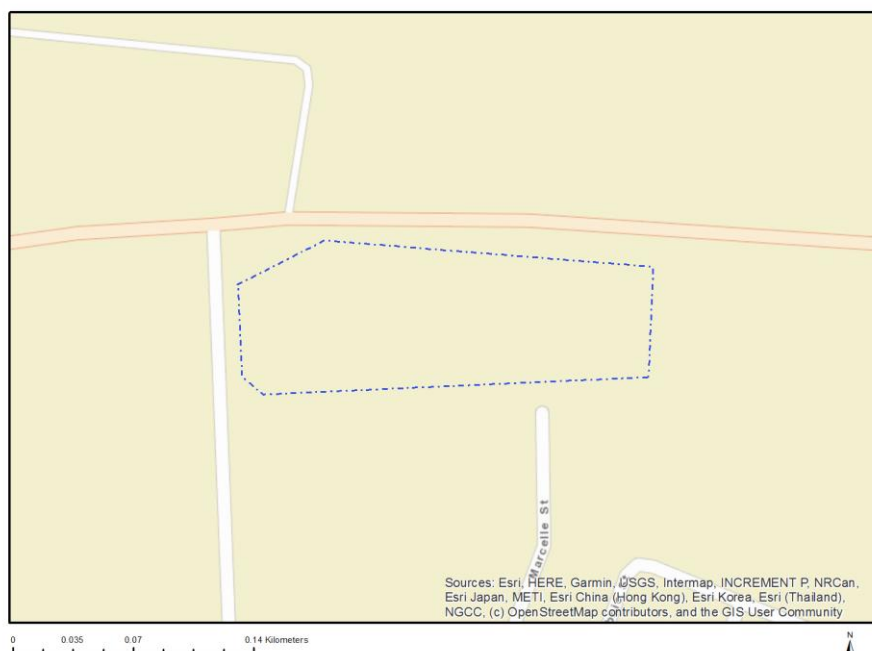 Marcelle St
Sources: Esri, HERE, Garmin, USGS, Intermap, INCREMENT P, NRCan,
Esri Japan, METI, Esri China (Hong Kong), Esri Korea, Esri (Thailand),
NGCC, (c) OpenStreetMap contributors, and the GIS User Community
0 0.035 0.07 0.14 Kilometers
N